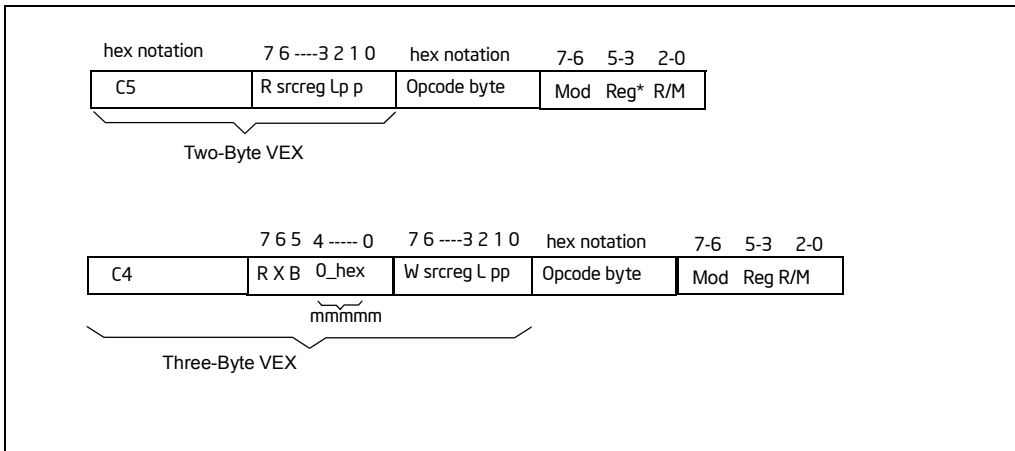 hex notation 7 6 ----3 2 1 0 hex notation 7-6 5-3 2-0
C5 R srcreg Lp p Opcode byte Mod Reg* R/M
Two-Byte VEX
7 6 5 4 ----- 0 7 6 ----3 2 1 0 hex notation 7-6 5-3 2-0
C4 R X B 0_hex W srcreg L pp Opcode byte Mod Reg R/M
mmmmm
Three-Byte VEX